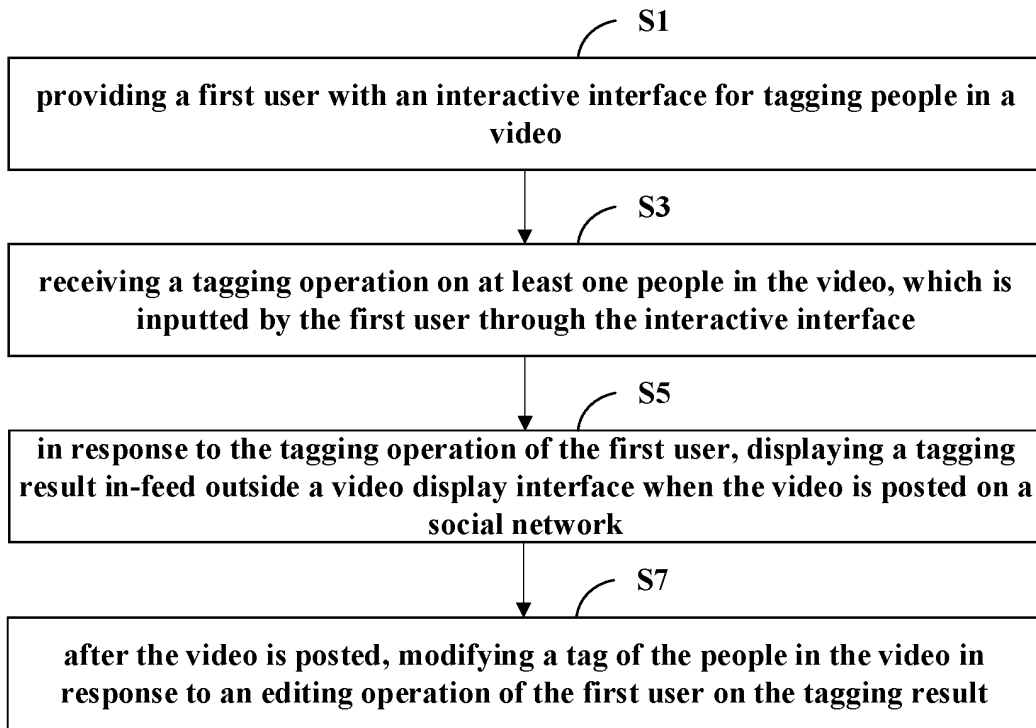 S1
providing a first user with an interactive interface for tagging people in a
video
S3
receiving a tagging operation on at least one people in the video, which is
inputted by the first user through the interactive interface
S5
in response to the tagging operation of the first user, displaying a tagging
result in-feed outside a video display interface when the video is posted on a
social network
S7
after the video is posted, modifying a tag of the people in the video in
response to an editing operation of the first user on the tagging result